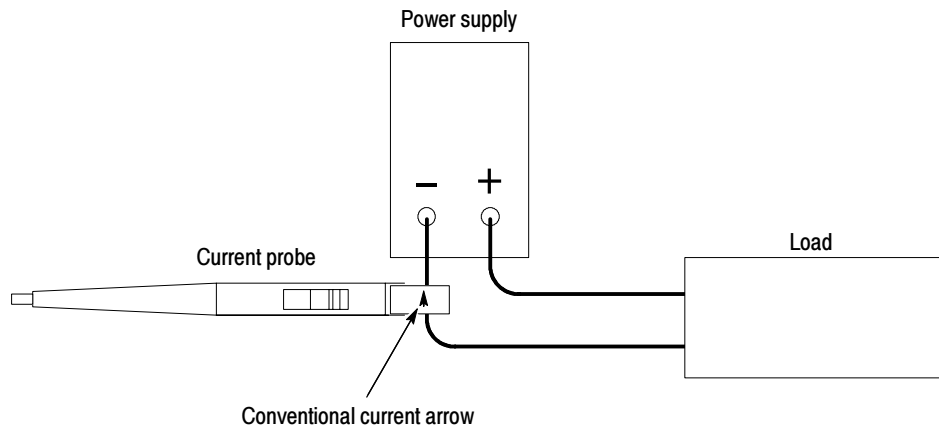 Power supply
− +
Current probe
Load
Conventional current arrow